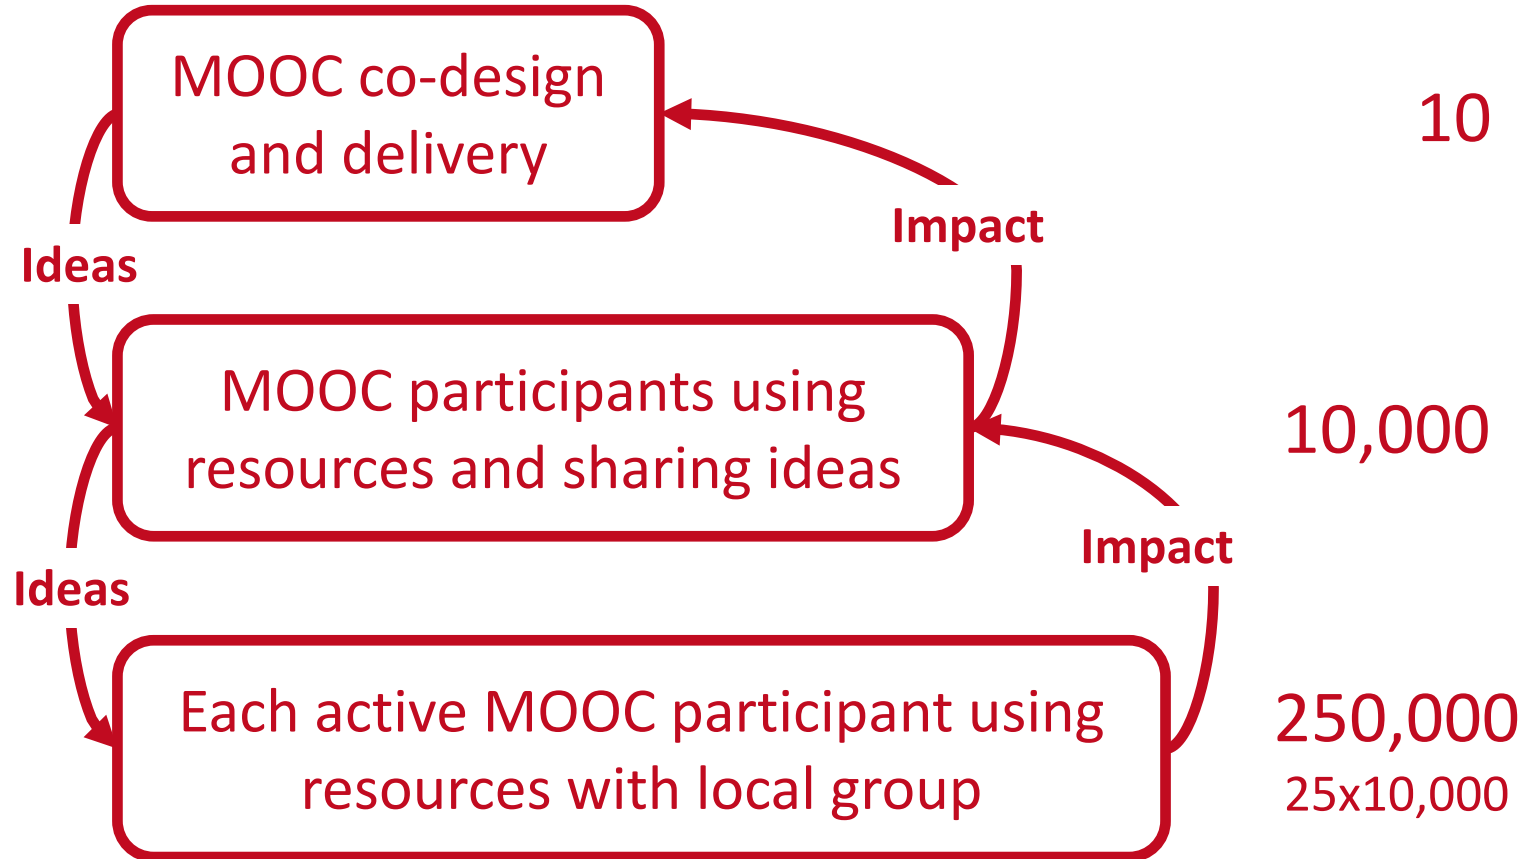 MOOC co-design
and delivery
10
Impact
Ideas
MOOC participants using
resources and sharing ideas
10,000
Impact
Ideas
Each active MOOC participant using
resources with local group
250,000
25x10,000